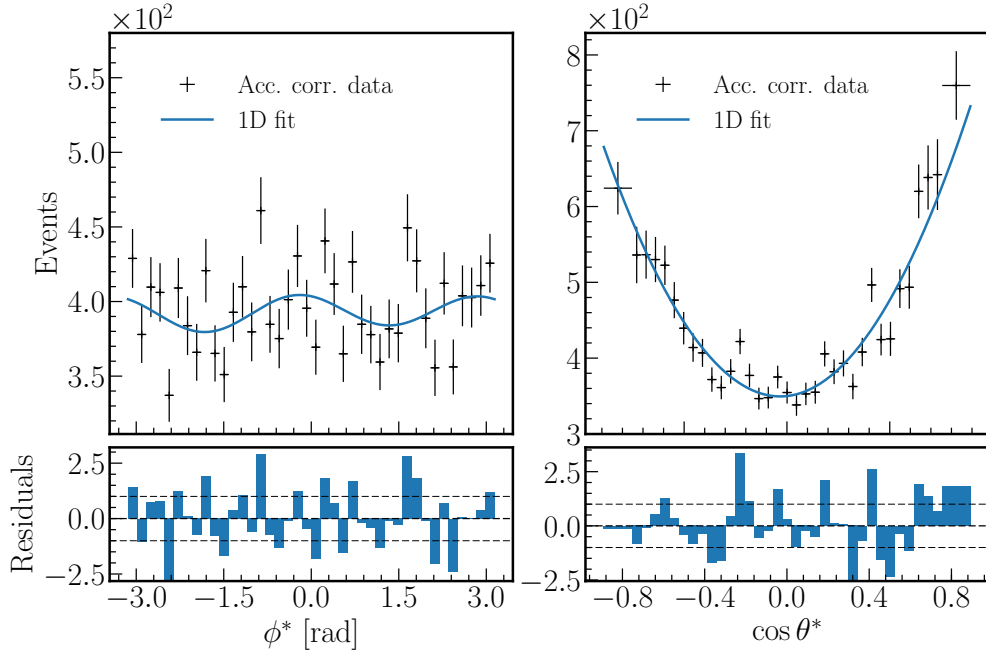 ×10²
5.5
5.0
4.5
4.0
3.5
Events
Acc. corr. data
1D fit
2.5
0.0
−2.5
Residuals
−3.0 −1.5 0.0 1.5 3.0
ϕ* [rad]
×10²
8
6
4
3
Acc. corr. data
1D fit
2.5
0.0
−2.5
−0.8 −0.4 0.0 0.4 0.8
cos θ*